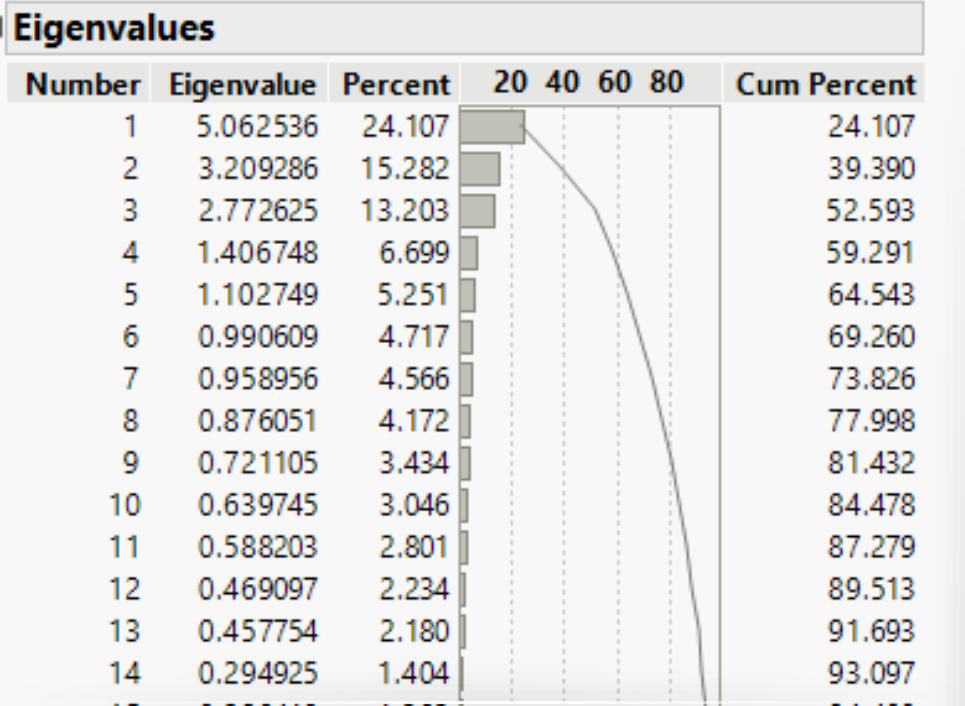 Eigenvalues
Number Eigenvalue Percent 20 40 60 80 Cum Percent
1 5.062536 24.107 24.107
2 3.209286 15.282 39.390
3 2.772625 13.203 52.593
4 1.406748 6.699 59.291
5 1.102749 5.251 64.543
6 0.990609 4.717 69.260
7 0.958956 4.566 73.826
8 0.876051 4.172 77.998
9 0.721105 3.434 81.432
10 0.639745 3.046 84.478
11 0.588203 2.801 87.279
12 0.469097 2.234 89.513
13 0.457754 2.180 91.693
14 0.294925 1.404 93.097